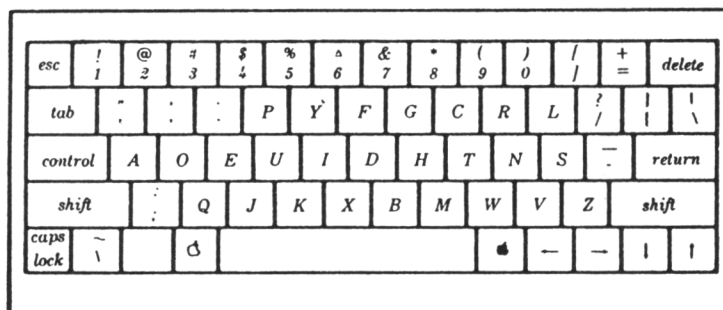 esc ! 1 @ 2 # 3 $ 4 % 5 6 & 7 * 8 ( 9 ) 0 / / + = delete
tab " ' : . P Y F G C R L ? / | | | \
control A O E U I D H T N S — - return
shift : ; Q J K X B M W V Z shift
caps lock ~ \ ← → ↓ ↑